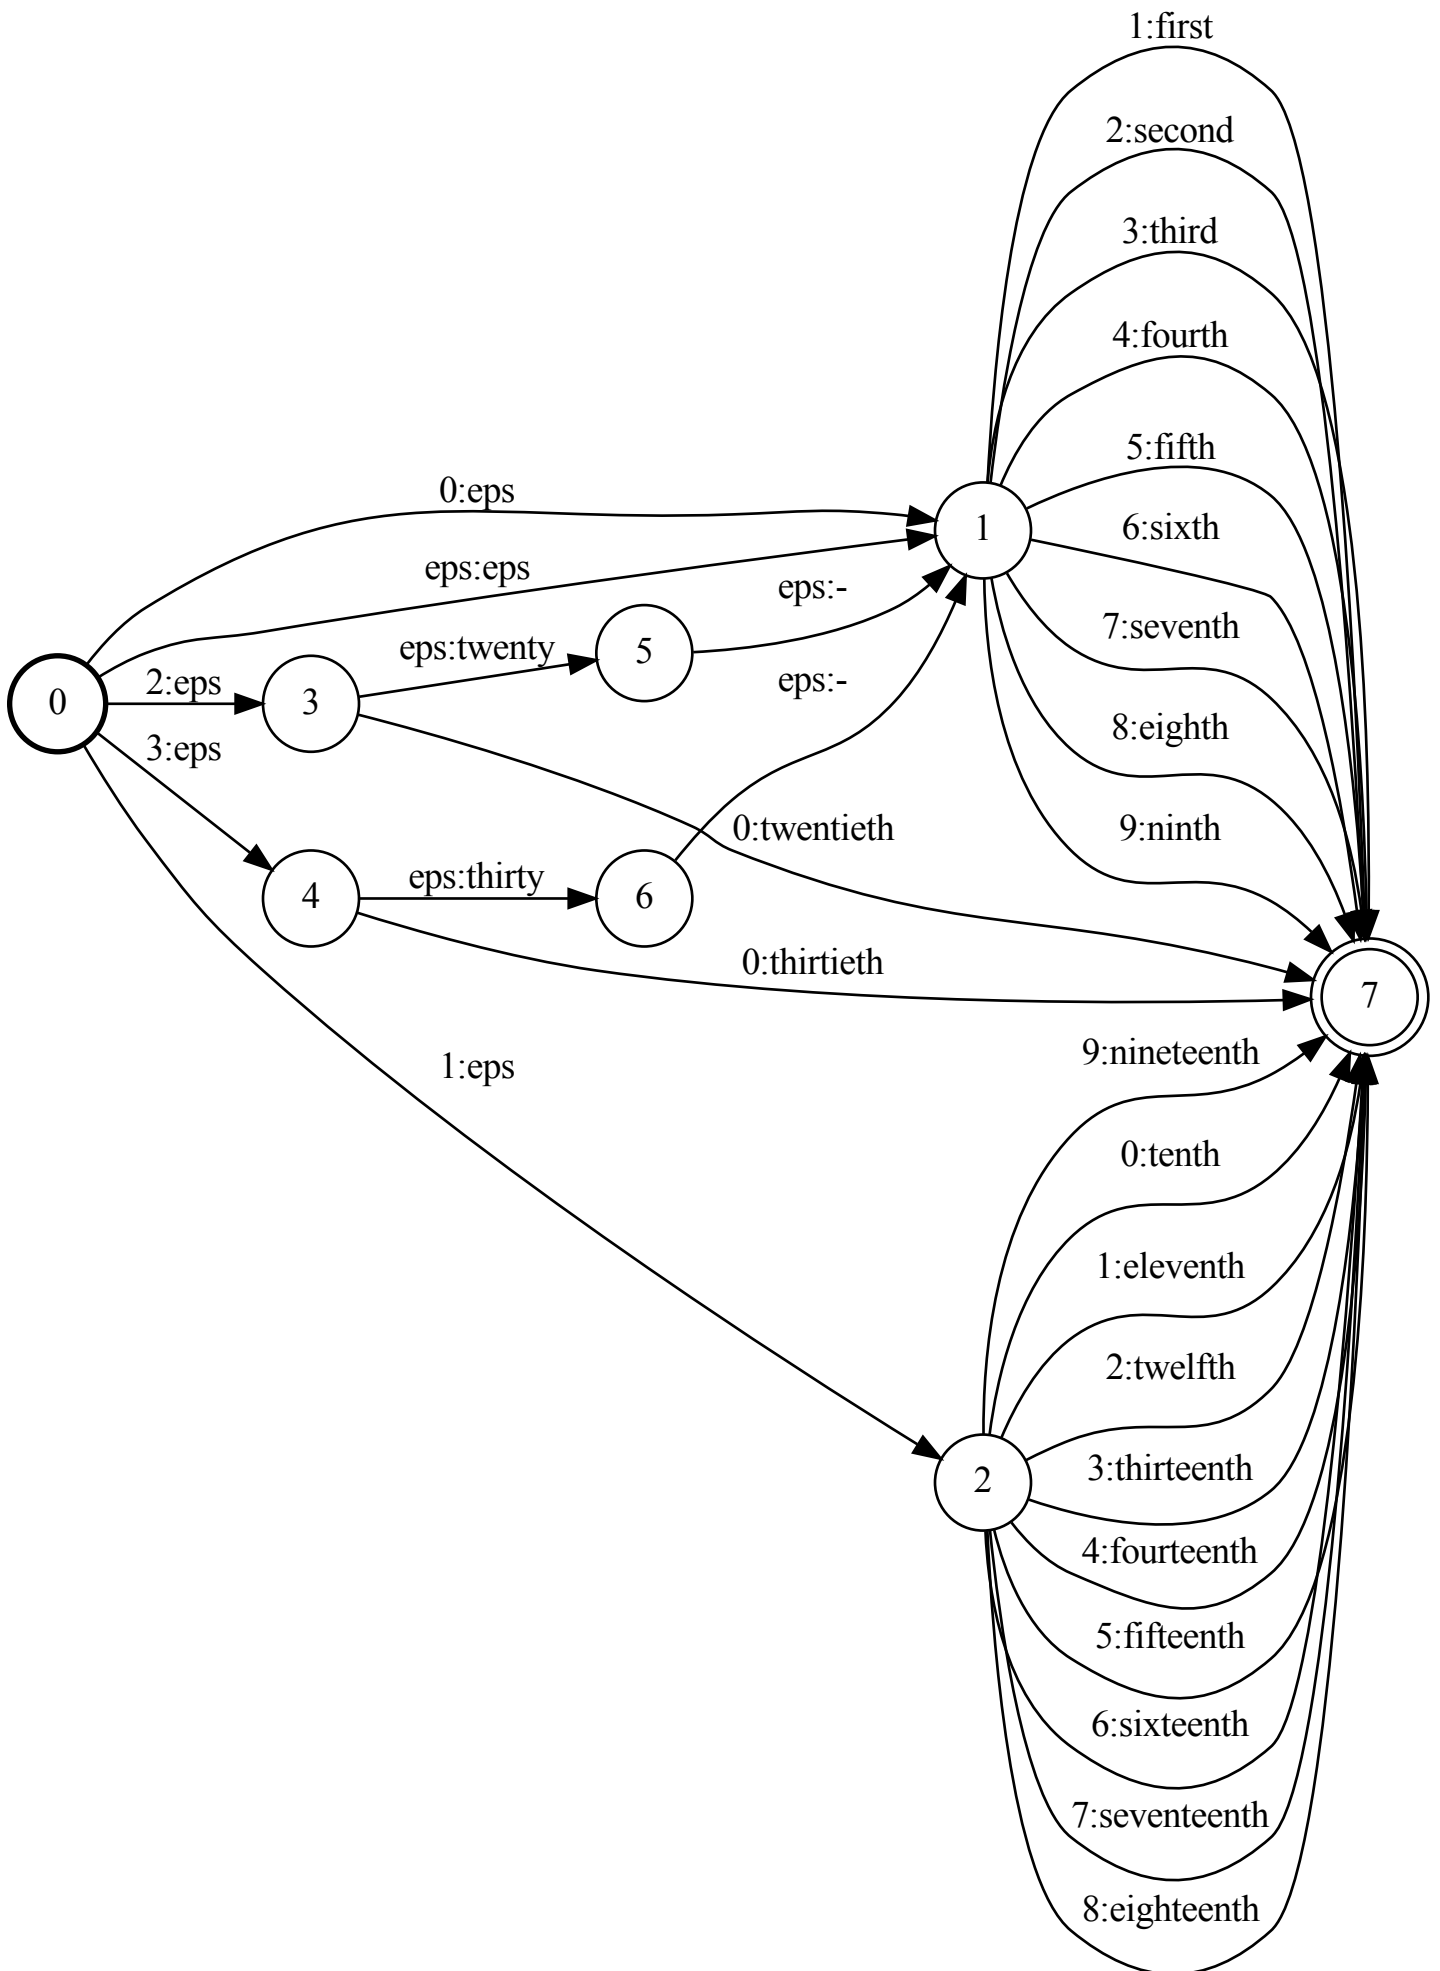 1:first
2:second
3:third
4:fourth
0:eps
5:fifth
1
6:sixth
eps:eps
eps:-
7:seventh
eps:twenty
5
0
2:eps
3
eps:-
3:eps
8:eighth
0:twentieth
9:ninth
4
eps:thirty
6
0:thirtieth
7
1:eps
9:nineteenth
0:tenth
1:eleventh
2:twelfth
2
3:thirteenth
4:fourteenth
5:fifteenth
6:sixteenth
7:seventeenth
8:eighteenth